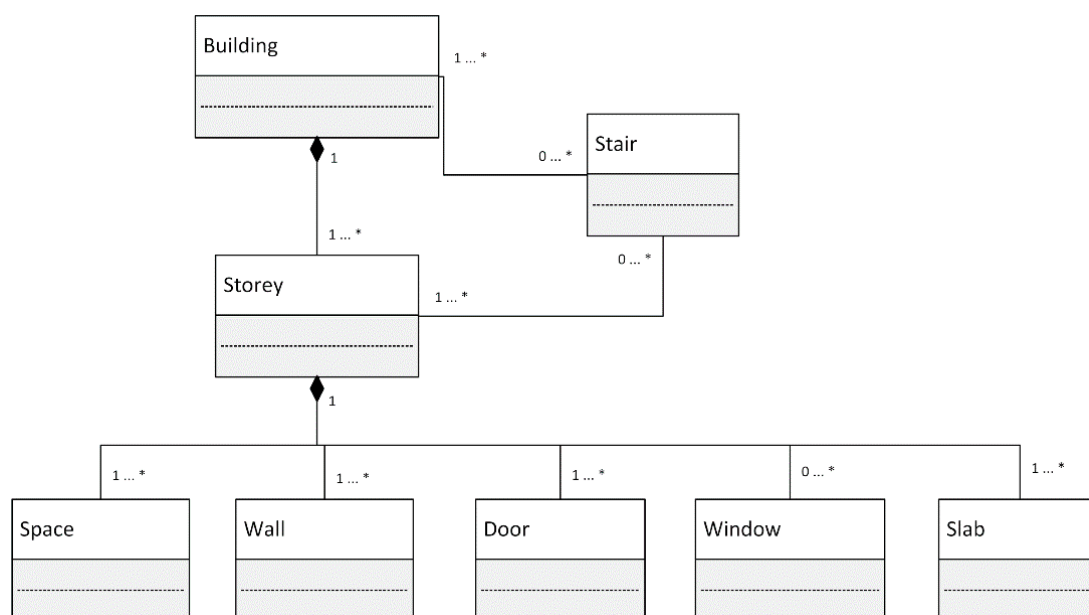 Building
1 ... *
Stair
1
0 ... *
1 ... *
0 ... *
Storey
1 ... *
1
1 ... *
1 ... *
1 ... *
0 ... *
1 ... *
Space
Wall
Door
Window
Slab